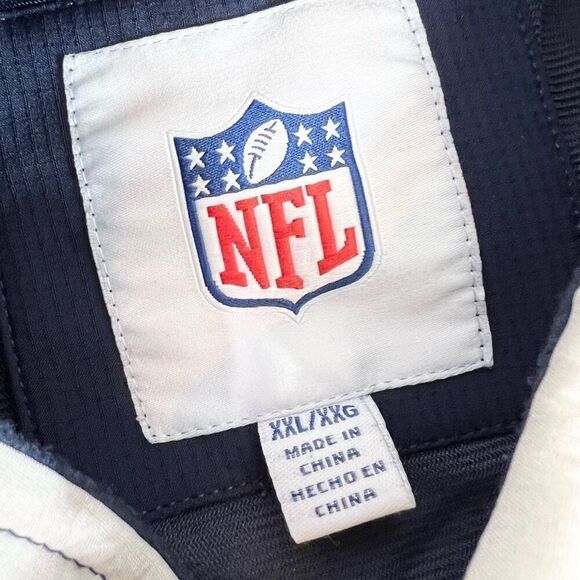 NFL
XXL/XXG
MADE IN
CHINA
HECHO EN
CHINA